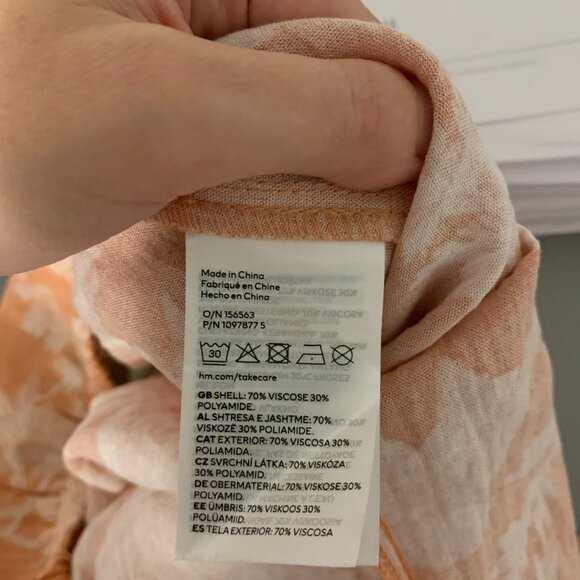 Made in China
Fabriqué en Chine
Hecho en China
O/N 156563
P/N 1097877 5
30
hm.com/takecare
GB SHELL: 70% VISCOSE 30%
POLYAMIDE.
AL SHTRESA E JASHTME: 70%
VISKOZË 30% POLIAMIDE.
CAT EXTERIOR: 70% VISCOSA 30%
POLIAMIDA.
CZ SVRCHNÍ LÁTKA: 70% VISKÓZA
30% POLYAMID.
DE OBERMATERIAL: 70% VISKOSE 30%
POLYAMID.
EE ÜMBRIS: 70% VISKOOS 30%
POLÜAMIID.
ES TELA EXTERIOR: 70% VISCOSA